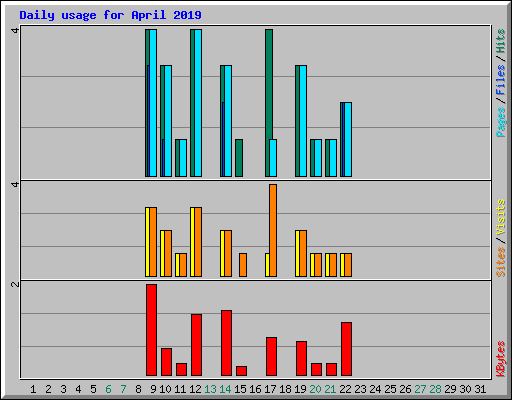 Daily usage for April 2019
4
Pages/Files/Hits
4
Sites/Visits
2
KBytes
1 2 3 4 5 6 7 8 9 10 11 12 13 14 15 16 17 18 19 20 21 22 23 24 25 26 27 28 29 30 31